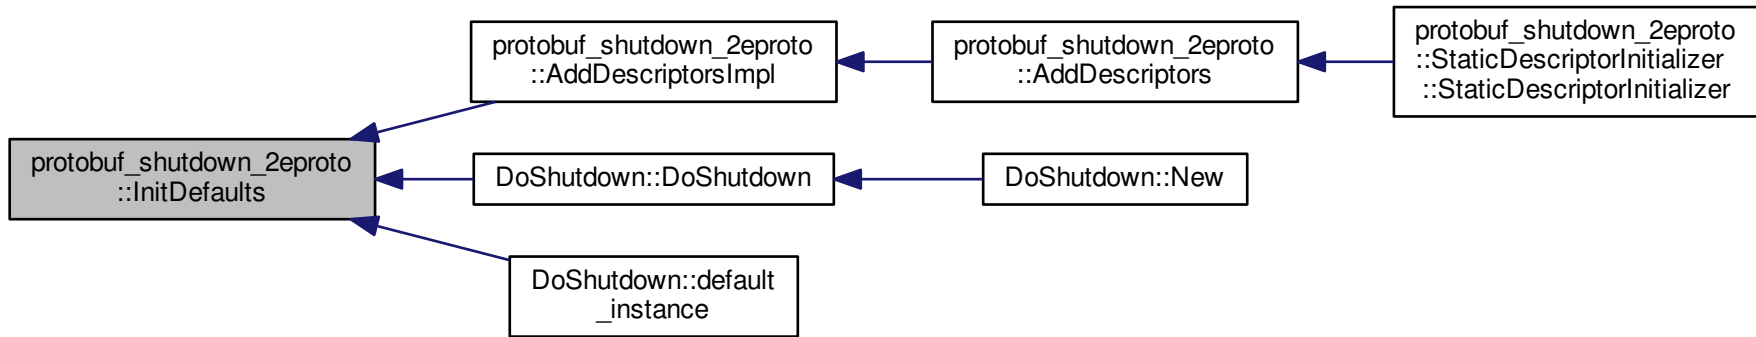 protobuf_shutdown_2eproto
::InitDefaults
protobuf_shutdown_2eproto
::AddDescriptorsImpl
protobuf_shutdown_2eproto
::AddDescriptors
protobuf_shutdown_2eproto
::StaticDescriptorInitializer
::StaticDescriptorInitializer
DoShutdown::DoShutdown
DoShutdown::New
DoShutdown::default
_instance